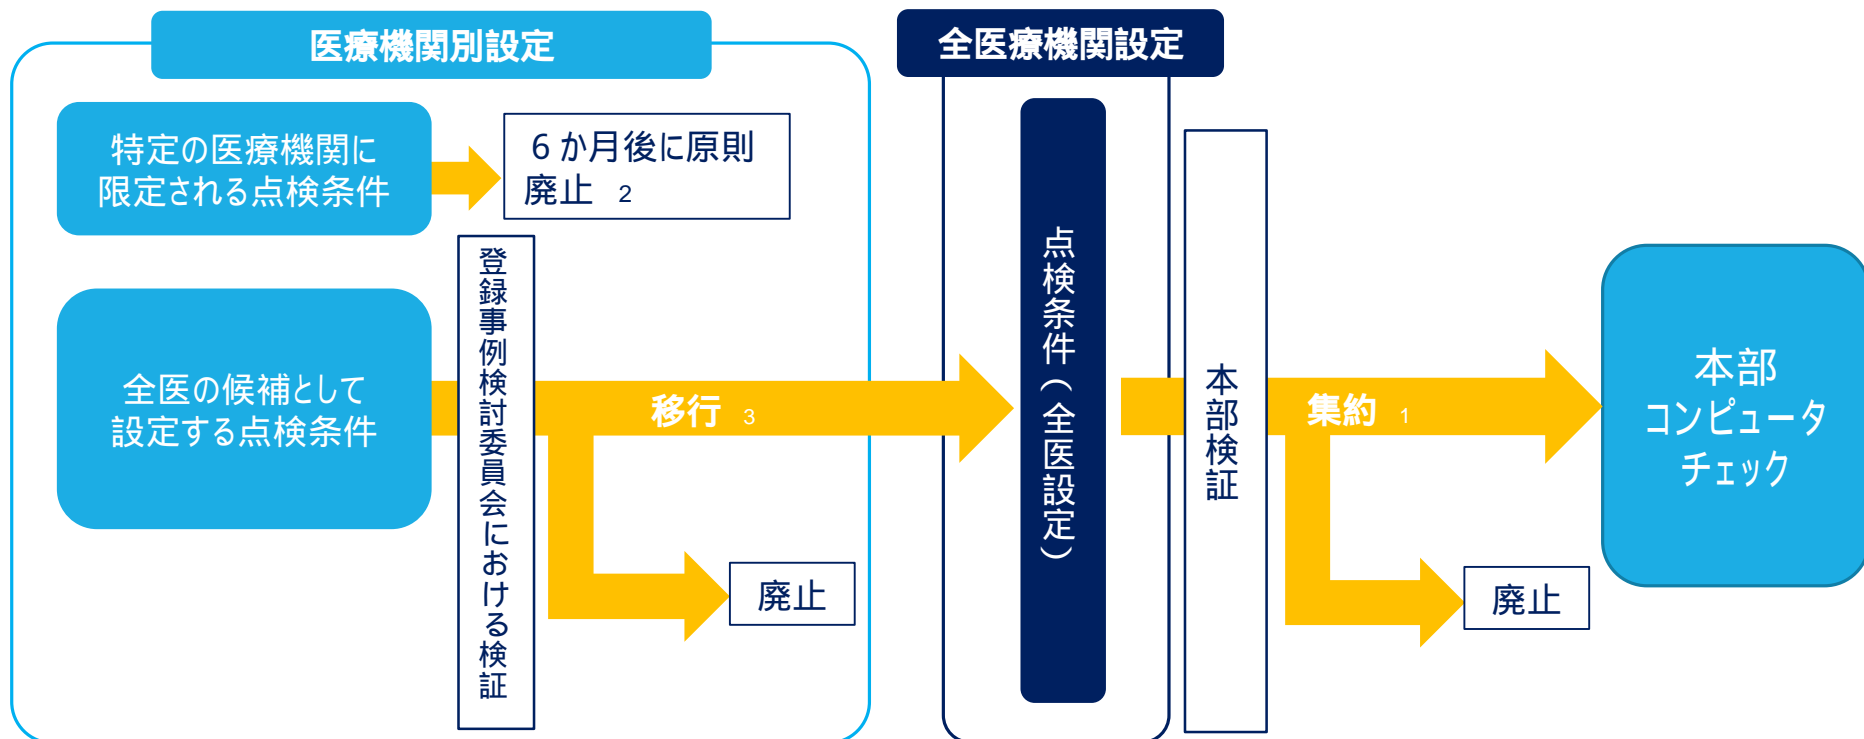 医療機関別設定
全医療機関設定
特定の医療機関に
限定される点検条件
６か月後に原則
廃止 2
登録事例検討委員会における検証
全医の候補として
設定する点検条件
移行 3
廃止
点検条件（全医設定）
本部検証
集約 1
廃止
本部
コンピュータ
チェック